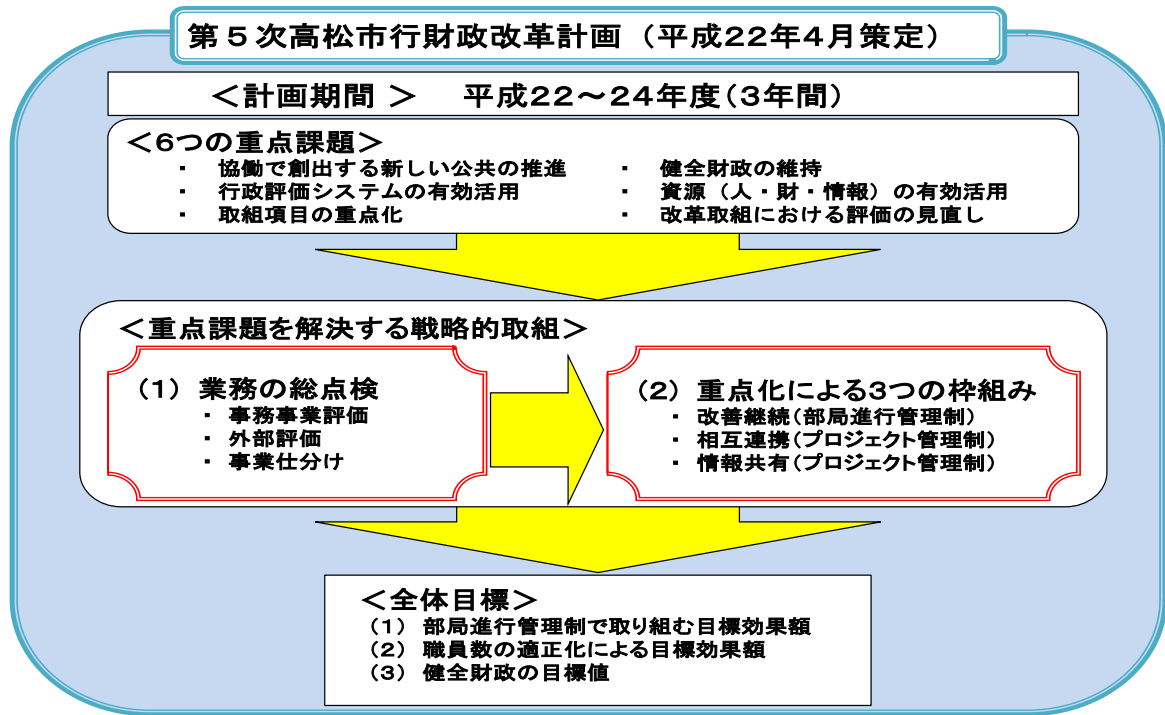 第５次高松市行財政改革計画（平成22年4月策定）
＜計画期間 ＞　平成22～24年度(3年間)
＜6つの重点課題＞
・ 協働で創出する新しい公共の推進
・ 行政評価システムの有効活用
・ 取組項目の重点化
・ 健全財政の維持
・ 資源（人・財・情報）の有効活用
・ 改革取組における評価の見直し
＜重点課題を解決する戦略的取組＞
(1) 業務の総点検
・ 事務事業評価
・ 外部評価
・ 事業仕分け
(2) 重点化による3つの枠組み
・ 改善継続(部局進行管理制)
・ 相互連携(プロジェクト管理制)
・ 情報共有(プロジェクト管理制)
＜全体目標＞
(1) 部局進行管理制で取り組む目標効果額
(2) 職員数の適正化による目標効果額
(3) 健全財政の目標値